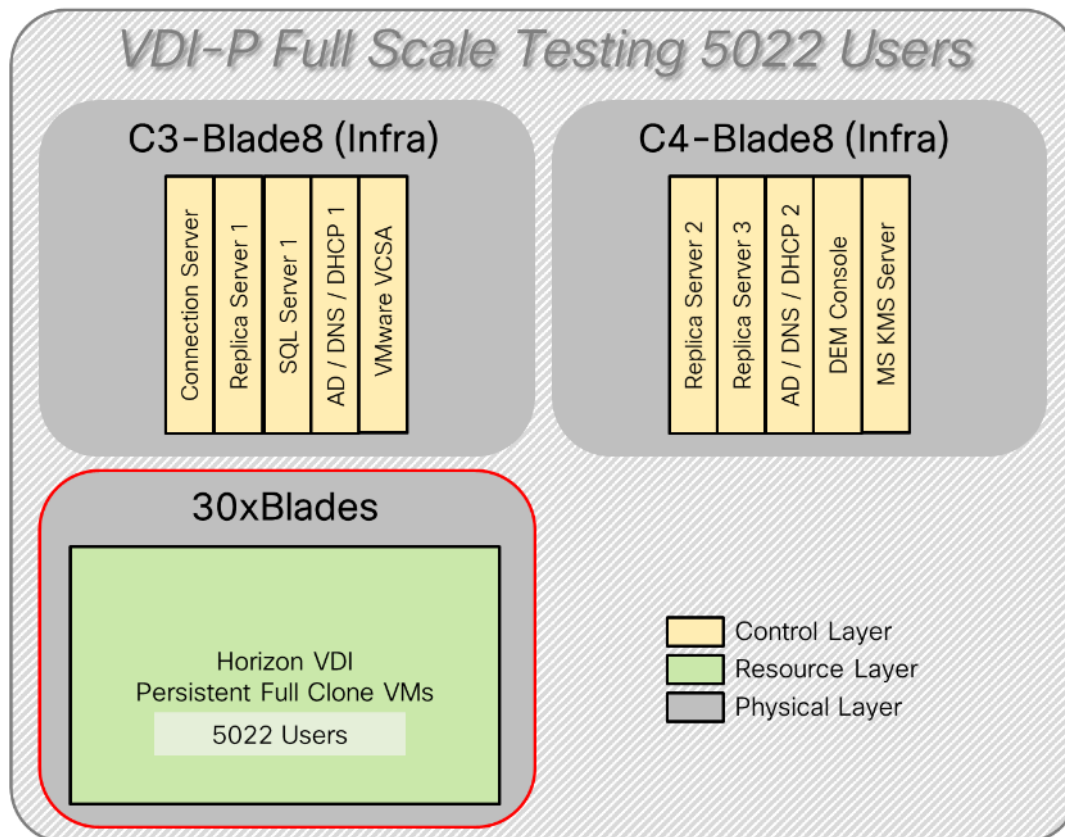 VDI-P Full Scale Testing 5022 Users
C3-Blade8 (Infra)
Connection Server
Replica Server 1
SQL Server 1
AD / DNS / DHCP 1
VMware VCSA
C4-Blade8 (Infra)
Replica Server 2
Replica Server 3
AD / DNS / DHCP 2
DEM Console
MS KMS Server
30xBlades
Horizon VDI
Persistent Full Clone VMs
5022 Users
Control Layer
Resource Layer
Physical Layer